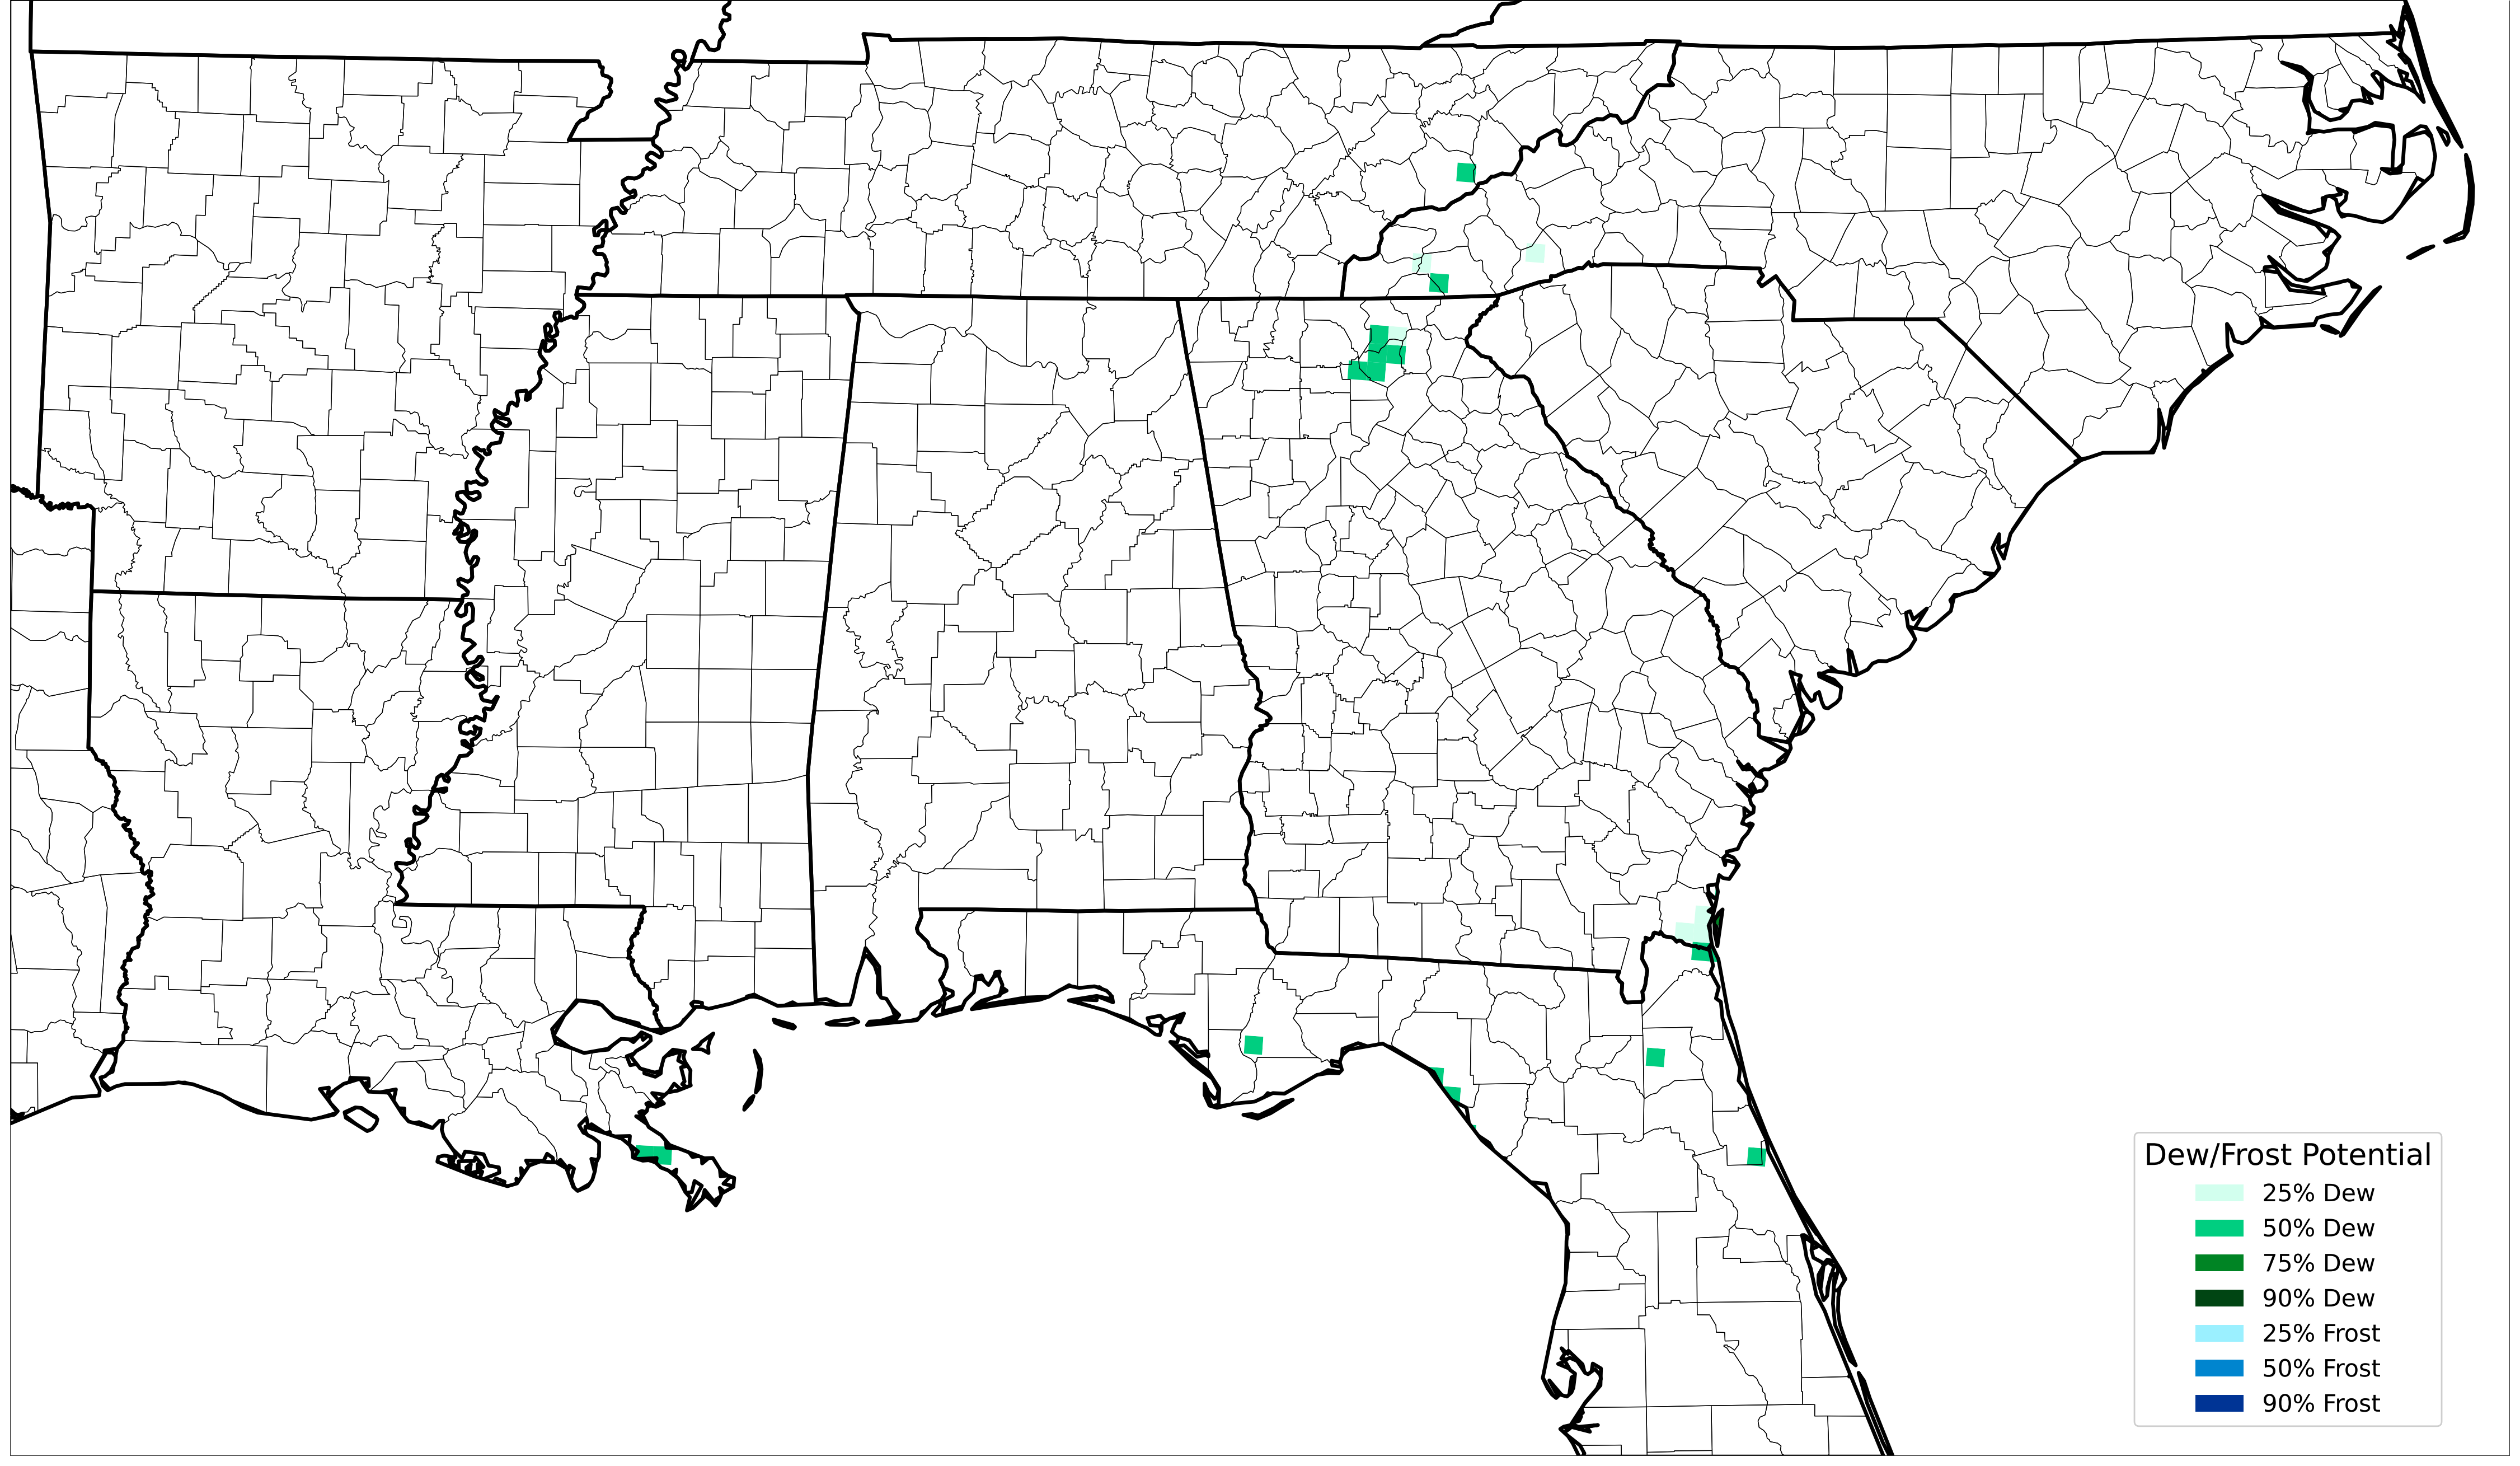 Dew/Frost Potential
25% Dew
50% Dew
75% Dew
90% Dew
25% Frost
50% Frost
90% Frost